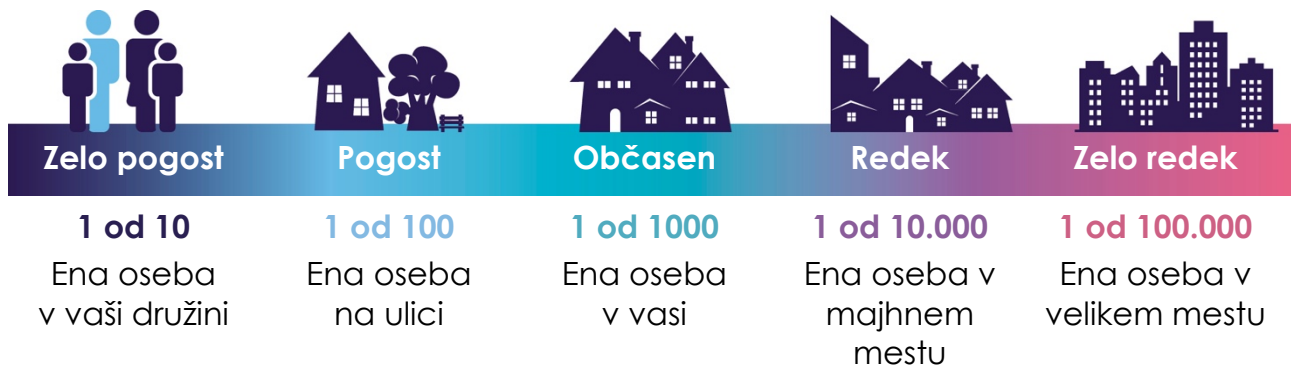 Zelo pogost
Pogost
Občasen
Redek
Zelo redek
1 od 10
1 od 100
1 od 1000
1 od 10.000
1 od 100.000
Ena oseba
v vaši družini
Ena oseba
na ulici
Ena oseba
v vasi
Ena oseba v
majhnem
mestu
Ena oseba v
velikem mestu